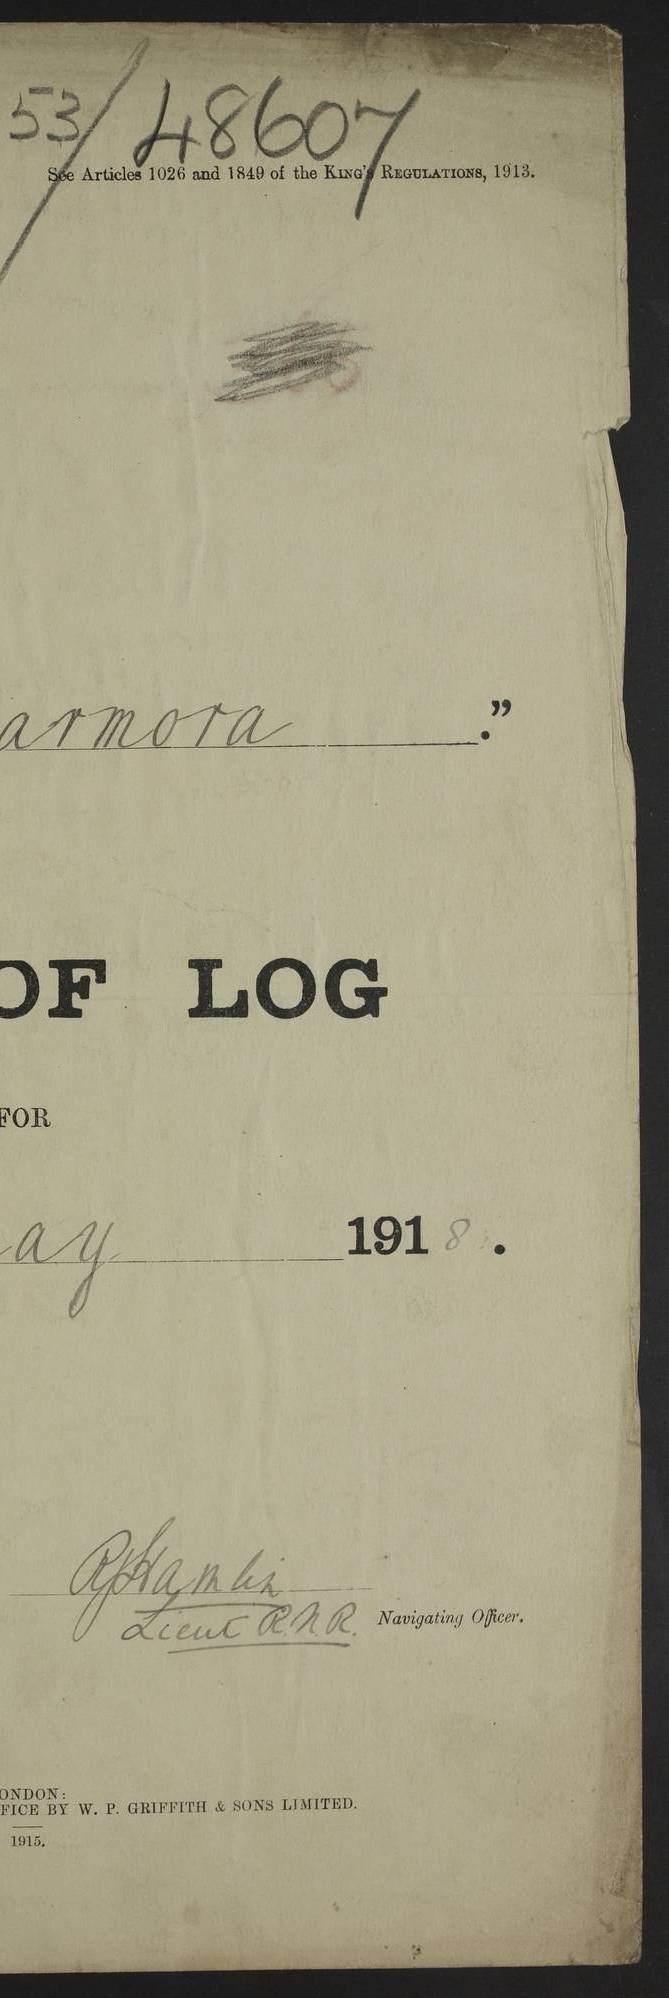 53/48607
See Articles 1026 and 1849 of the KING'S REGULATIONS, 1913.
armora ."
OF LOG
FOR
ay 1918.
Hamlin
Lieut R.N.R. Navigating Officer.
ONDON:
FICE BY W. P. GRIFFITH & SONS LIMITED.
1915.